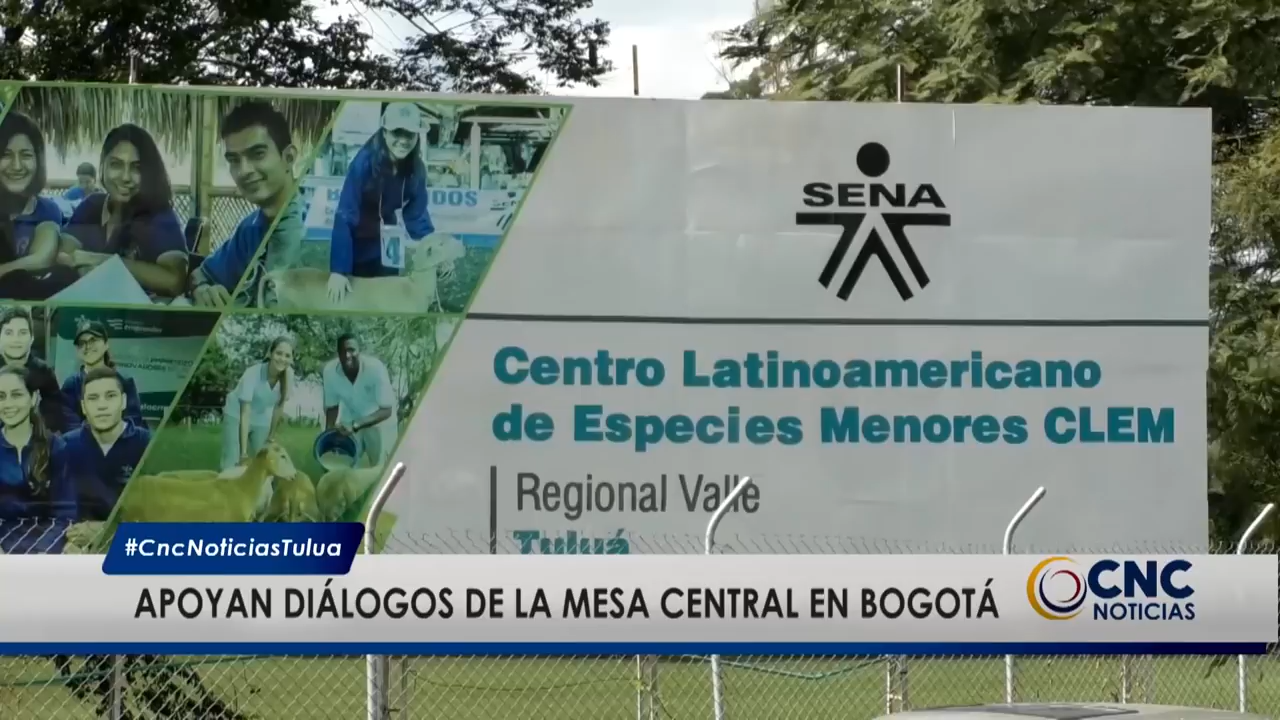 SENA
Centro Latinoamericano
de Especies Menores CLEM
Regional Valle
Tuluá
#CncNoticiasTulua
APOYAN DIÁLOGOS DE LA MESA CENTRAL EN BOGOTÁ
CNC
NOTICIAS